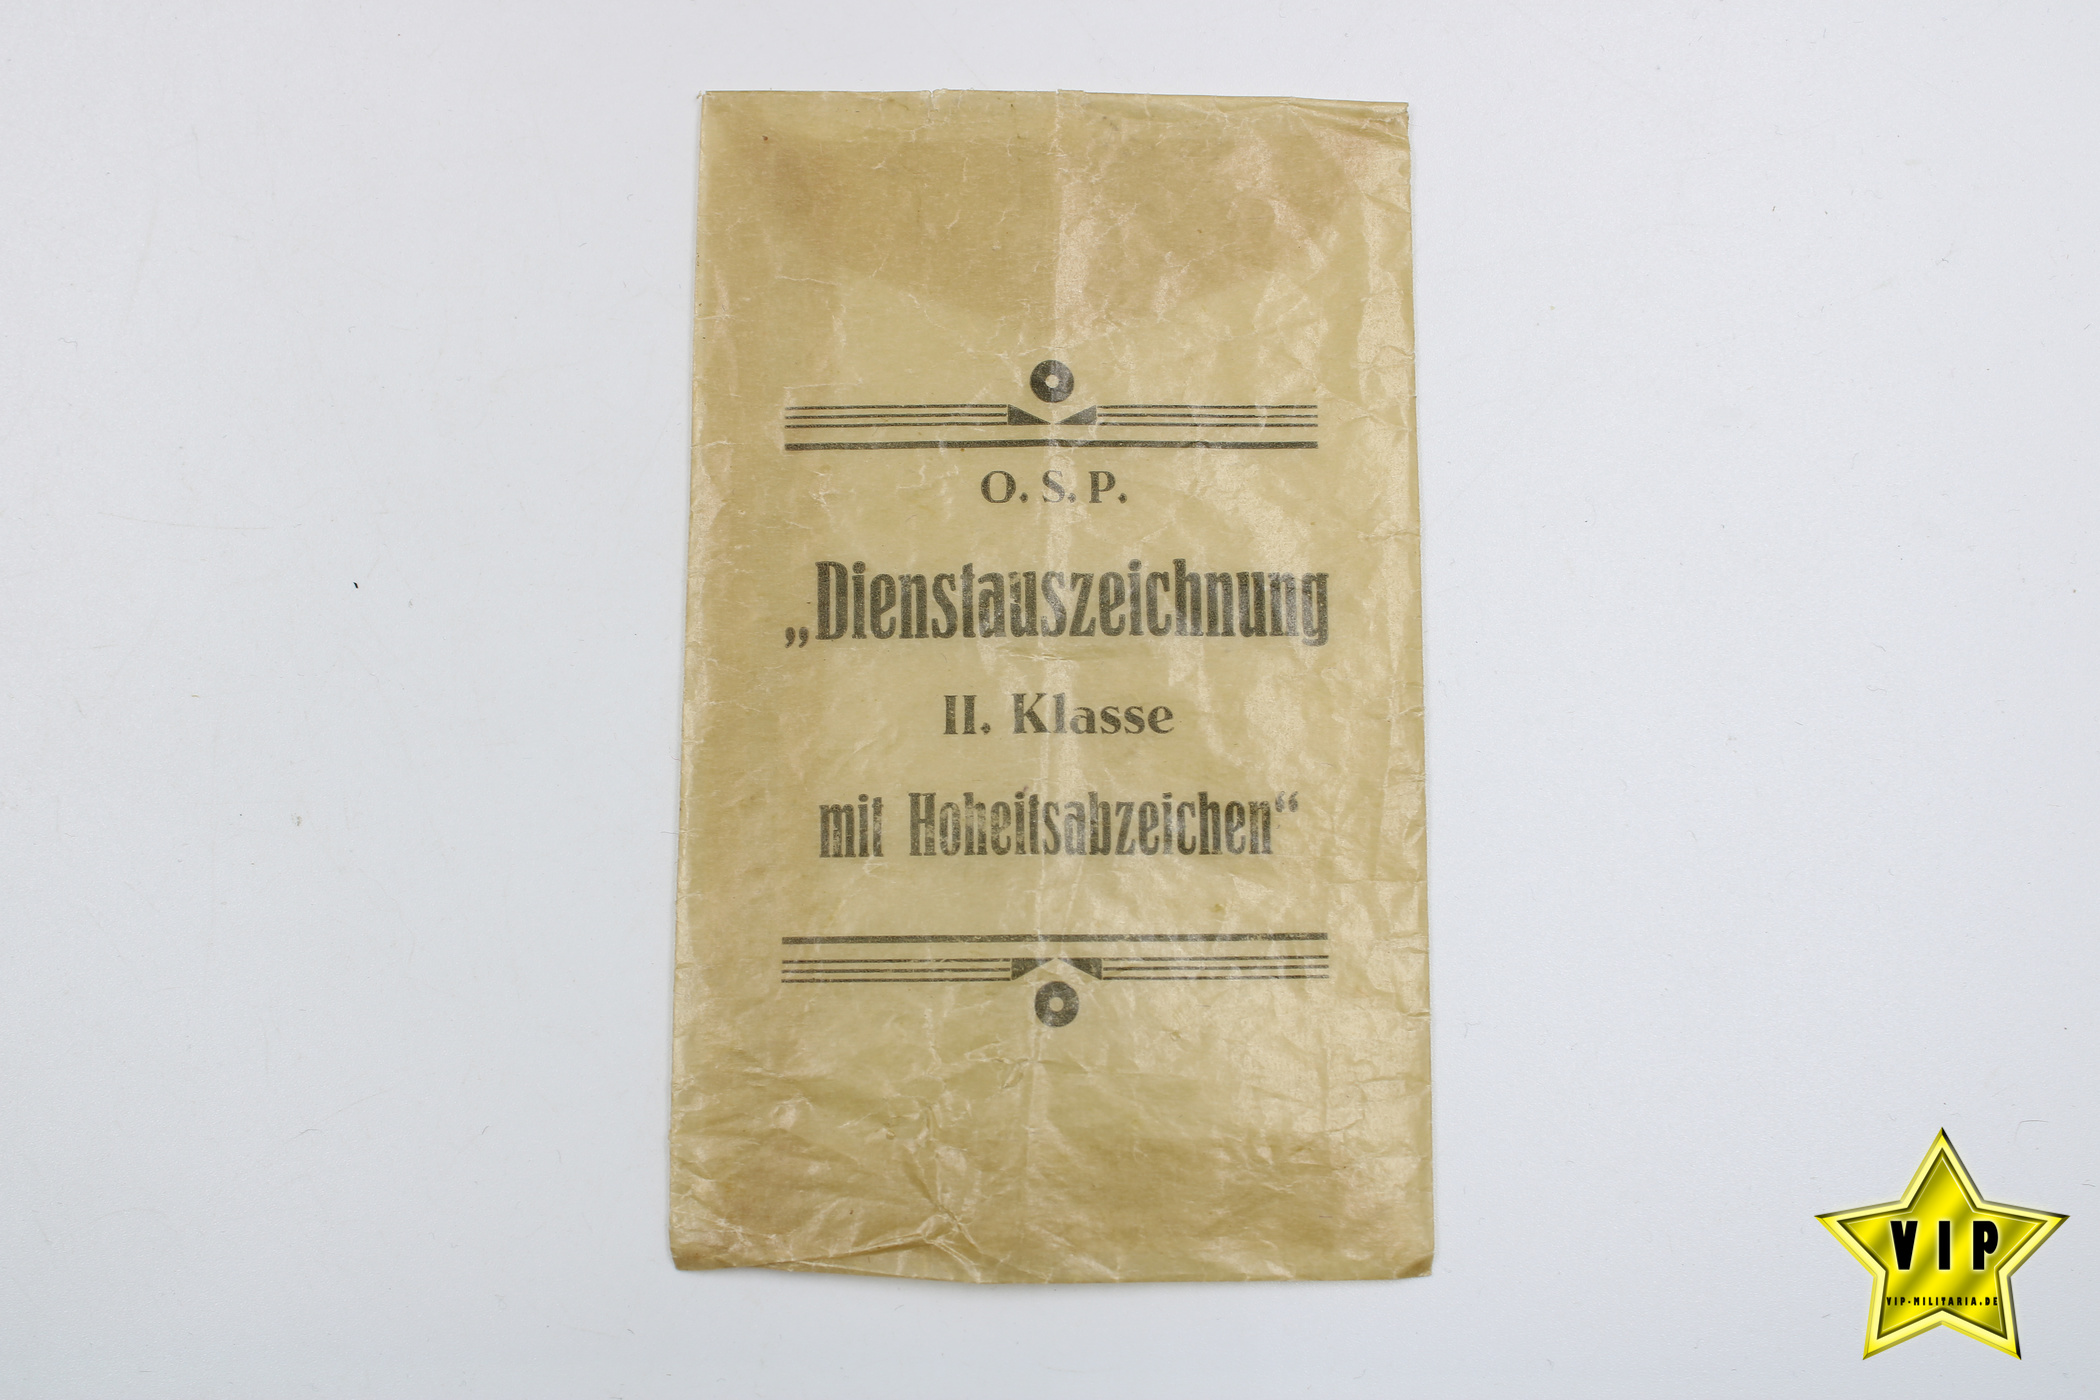 O. S. P.
„Dienstauszeichnung
II. Klasse
mit Hoheitsabzeichen“
VIP
VIP-MILITARIA.DE